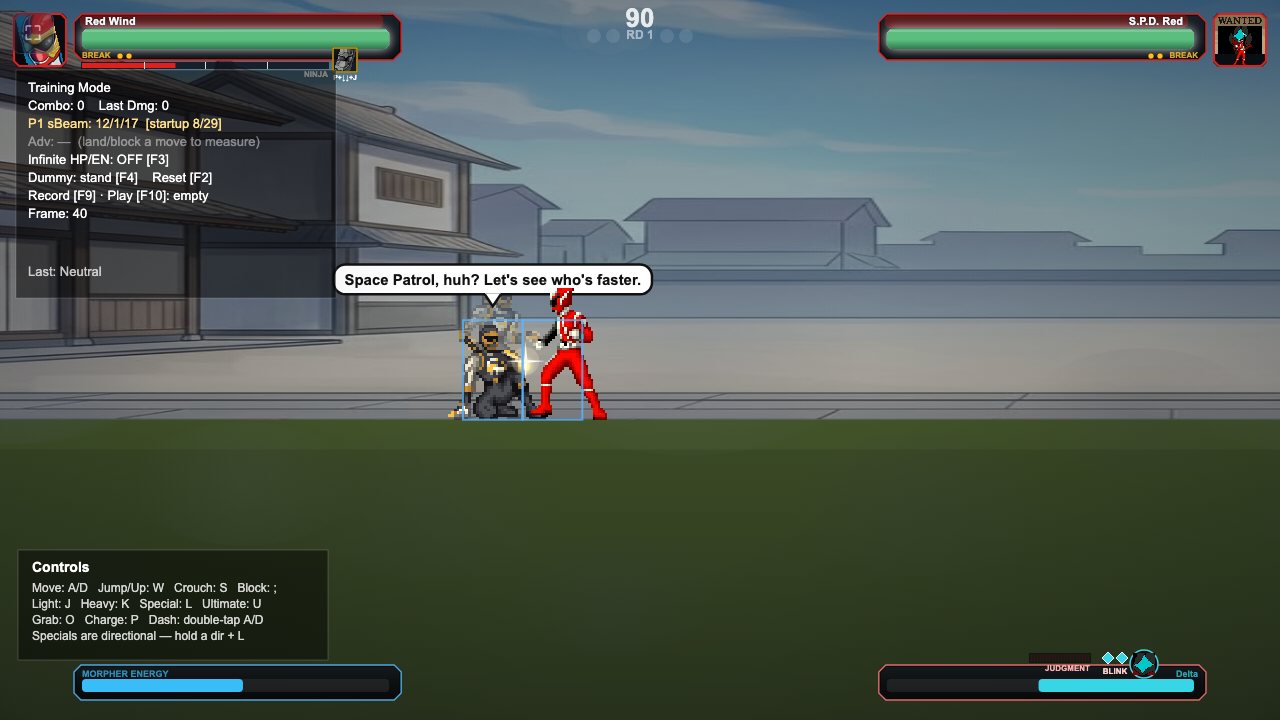 Red Wind
90
RD 1
S.P.D. Red
WANTED
BREAK
BREAK
NINJA
Training Mode
Combo: 0 Last Dmg: 0
P1 sBeam: 12/1/17 [startup 8/29]
Adv: — (land/block a move to measure)
Infinite HP/EN: OFF [F3]
Dummy: stand [F4] Reset [F2]
Record [F9] · Play [F10]: empty
Frame: 40
Last: Neutral
Space Patrol, huh? Let's see who's faster.
Controls
Move: A/D Jump/Up: W Crouch: S Block: ;
Light: J Heavy: K Special: L Ultimate: U
Grab: O Charge: P Dash: double-tap A/D
Specials are directional — hold a dir + L
MORPHER ENERGY
JUDGMENT
BLINK
Delta